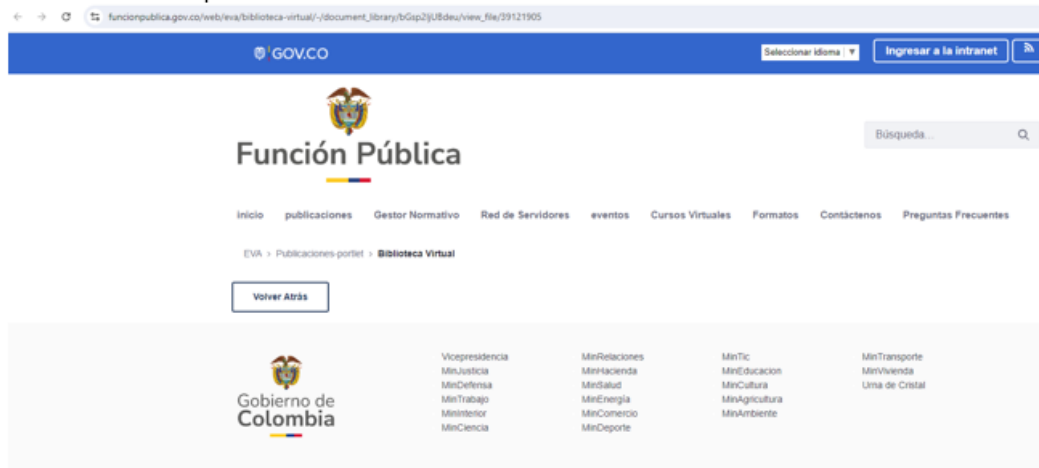 funcionpublica.gov.co/web/eva/biblioteca-virtual/-/document_library/bGsp2IjUBdeu/view_file/39121905
GOV.CO
Seleccionar idioma ▼
Ingresar a la intranet
Función Pública
Búsqueda...
inicio publicaciones Gestor Normativo Red de Servidores eventos Cursos Virtuales Formatos Contáctenos Preguntas Frecuentes
EVA > Publicaciones-portlet > Biblioteca Virtual
Volver Atrás
Gobierno de
Colombia
Vicepresidencia
MinJusticia
MinDefensa
MinTrabajo
MinInterior
MinCiencia
MinRelaciones
MinHacienda
MinSalud
MinEnergía
MinComercio
MinDeporte
MinTic
MinEducacion
MinCultura
MinAgricultura
MinAmbiente
MinTransporte
MinVivienda
Urna de Cristal